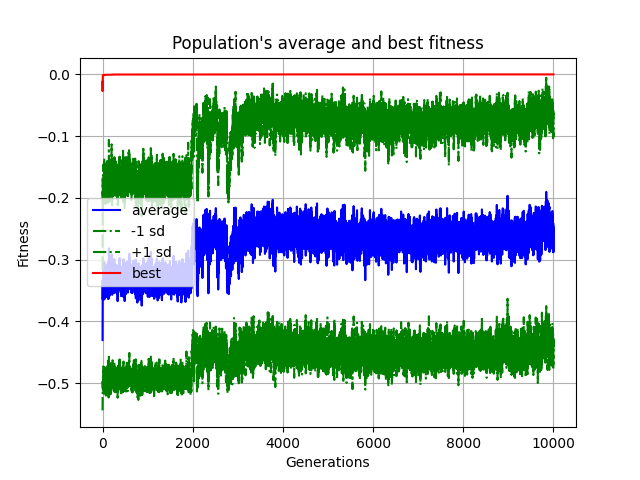 Population's average and best fitness
Fitness
0.0
−0.1
−0.2
−0.3
−0.4
−0.5
average
-1 sd
+1 sd
best
0
2000
4000
6000
8000
10000
Generations